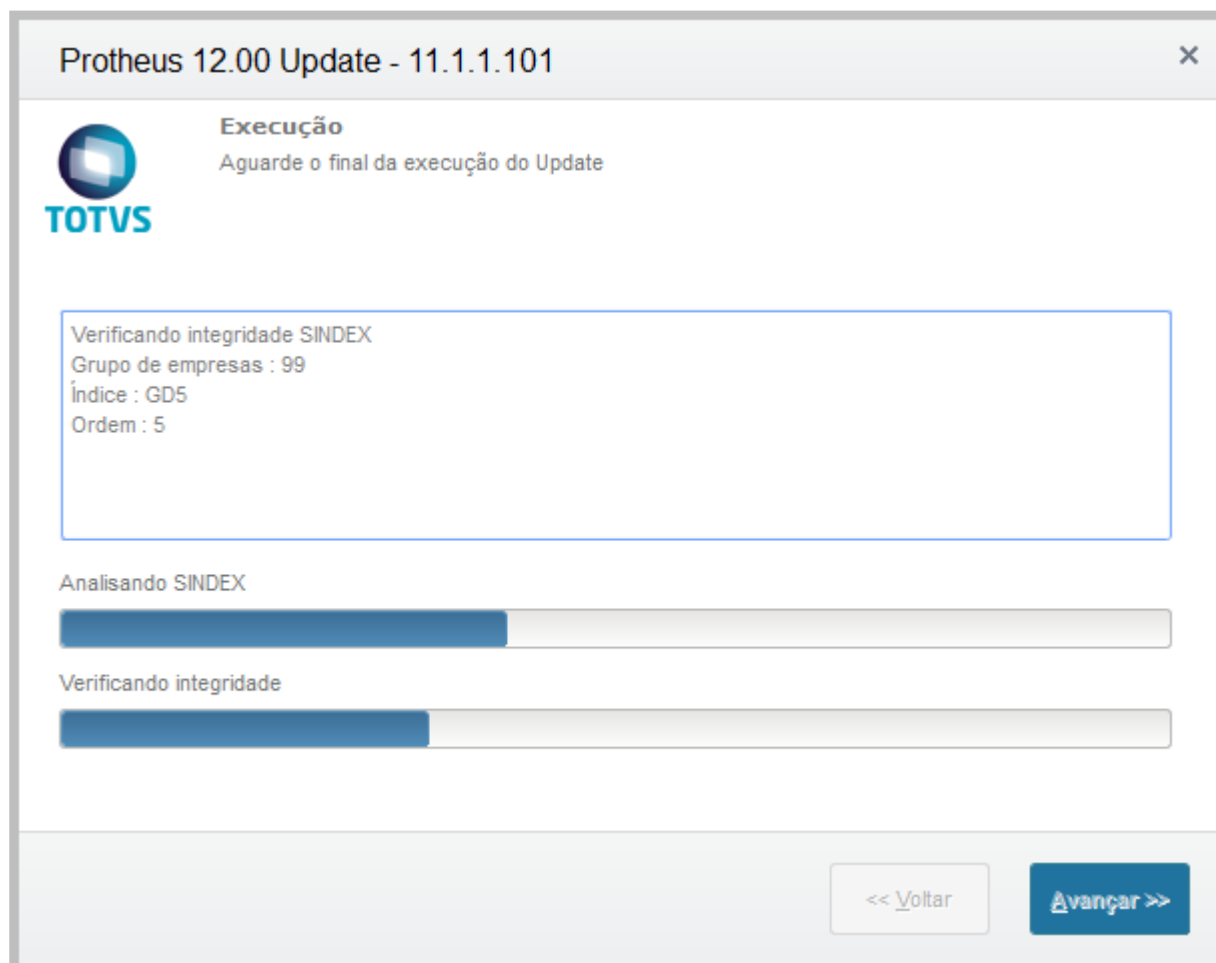 Protheus 12.00 Update - 11.1.1.101
×
Execução
Aguarde o final da execução do Update
TOTVS
Verificando integridade SINDEX
Grupo de empresas : 99
Índice : GD5
Ordem : 5
Analisando SINDEX
Verificando integridade
<< Voltar
Avançar >>